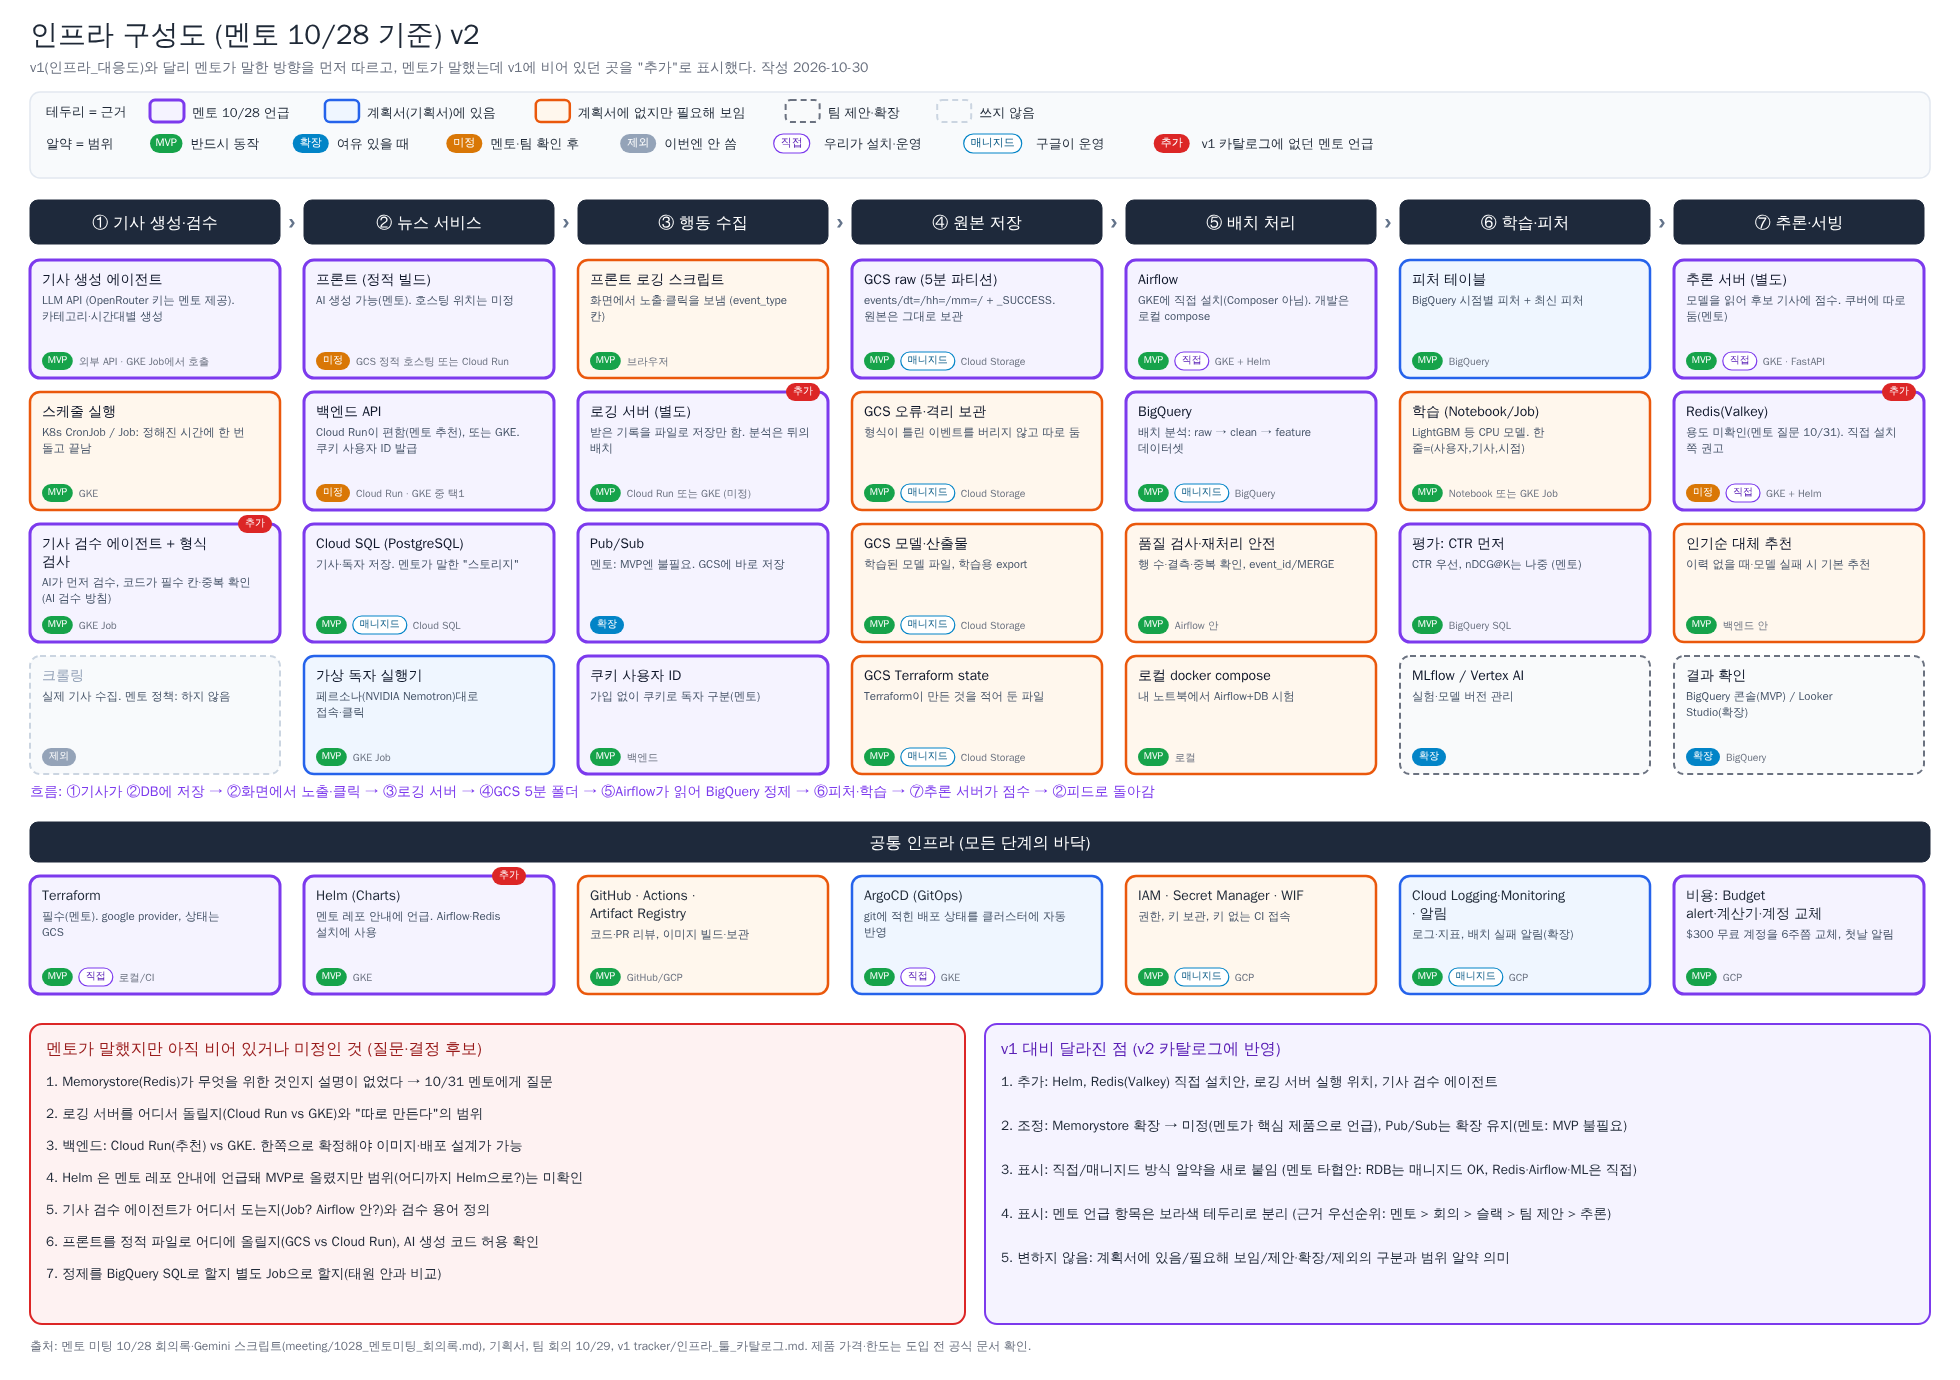 인프라 구성도 (멘토 10/28 기준) v2
v1(인프라_대응도)와 달리 멘토가 말한 방향을 먼저 따르고, 멘토가 말했는데 v1에 비어 있던 곳을 "추가"로 표시했다. 작성 2026-10-30
테두리 = 근거
멘토 10/28 언급
계획서(기획서)에 있음
계획서에 없지만 필요해 보임
팀 제안·확장
쓰지 않음
알약 = 범위
MVP 반드시 동작
확장 여유 있을 때
미정 멘토·팀 확인 후
제외 이번엔 안 씀
직접 우리가 설치·운영
매니지드 구글이 운영
추가 v1 카탈로그에 없던 멘토 언급
① 기사 생성·검수
›
② 뉴스 서비스
›
③ 행동 수집
›
④ 원본 저장
›
⑤ 배치 처리
›
⑥ 학습·피처
›
⑦ 추론·서빙
기사 생성 에이전트
LLM API (OpenRouter 키는 멘토 제공).
카테고리·시간대별 생성
MVP 외부 API · GKE Job에서 호출
프론트 (정적 빌드)
AI 생성 가능(멘토). 호스팅 위치는 미정
미정 GCS 정적 호스팅 또는 Cloud Run
프론트 로깅 스크립트
화면에서 노출·클릭을 보냄 (event_type
칸)
MVP 브라우저
GCS raw (5분 파티션)
events/dt=/hh=/mm=/ + _SUCCESS.
원본은 그대로 보관
MVP 매니지드 Cloud Storage
Airflow
GKE에 직접 설치(Composer 아님). 개발은
로컬 compose
MVP 직접 GKE + Helm
피처 테이블
BigQuery 시점별 피처 + 최신 피처
MVP BigQuery
추론 서버 (별도)
모델을 읽어 후보 기사에 점수. 쿠버에 따로
둠(멘토)
MVP 직접 GKE · FastAPI
스케줄 실행
K8s CronJob / Job: 정해진 시간에 한 번
돌고 끝남
MVP GKE
백엔드 API
Cloud Run이 편함(멘토 추천), 또는 GKE.
쿠키 사용자 ID 발급
미정 Cloud Run · GKE 중 택1
추가
로깅 서버 (별도)
받은 기록을 파일로 저장만 함. 분석은 뒤의
배치
MVP Cloud Run 또는 GKE (미정)
GCS 오류·격리 보관
형식이 틀린 이벤트를 버리지 않고 따로 둠
MVP 매니지드 Cloud Storage
BigQuery
배치 분석: raw → clean → feature
데이터셋
MVP 매니지드 BigQuery
학습 (Notebook/Job)
LightGBM 등 CPU 모델. 한
줄=(사용자,기사,시점)
MVP Notebook 또는 GKE Job
추가
Redis(Valkey)
용도 미확인(멘토 질문 10/31). 직접 설치
쪽 권고
미정 직접 GKE + Helm
추가
기사 검수 에이전트 + 형식
검사
AI가 먼저 검수, 코드가 필수 칸·중복 확인
(AI 검수 방침)
MVP GKE Job
Cloud SQL (PostgreSQL)
기사·독자 저장. 멘토가 말한 "스토리지"
MVP 매니지드 Cloud SQL
Pub/Sub
멘토: MVP엔 불필요. GCS에 바로 저장
확장
GCS 모델·산출물
학습된 모델 파일, 학습용 export
MVP 매니지드 Cloud Storage
품질 검사·재처리 안전
행 수·결측·중복 확인, event_id/MERGE
MVP Airflow 안
평가: CTR 먼저
CTR 우선, nDCG@K는 나중 (멘토)
MVP BigQuery SQL
인기순 대체 추천
이력 없을 때·모델 실패 시 기본 추천
MVP 백엔드 안
크롤링
실제 기사 수집. 멘토 정책: 하지 않음
제외
가상 독자 실행기
페르소나(NVIDIA Nemotron)대로
접속·클릭
MVP GKE Job
쿠키 사용자 ID
가입 없이 쿠키로 독자 구분(멘토)
MVP 백엔드
GCS Terraform state
Terraform이 만든 것을 적어 둔 파일
MVP 매니지드 Cloud Storage
로컬 docker compose
내 노트북에서 Airflow+DB 시험
MVP 로컬
MLflow / Vertex AI
실험·모델 버전 관리
확장
결과 확인
BigQuery 콘솔(MVP) / Looker
Studio(확장)
확장 BigQuery
흐름: ①기사가 ②DB에 저장 → ②화면에서 노출·클릭 → ③로깅 서버 → ④GCS 5분 폴더 → ⑤Airflow가 읽어 BigQuery 정제 → ⑥피처·학습 → ⑦추론 서버가 점수 → ②피드로 돌아감
공통 인프라 (모든 단계의 바닥)
Terraform
필수(멘토). google provider, 상태는
GCS
MVP 직접 로컬/CI
추가
Helm (Charts)
멘토 레포 안내에 언급. Airflow·Redis
설치에 사용
MVP GKE
GitHub · Actions ·
Artifact Registry
코드·PR 리뷰, 이미지 빌드·보관
MVP GitHub/GCP
ArgoCD (GitOps)
git에 적힌 배포 상태를 클러스터에 자동
반영
MVP 직접 GKE
IAM · Secret Manager · WIF
권한, 키 보관, 키 없는 CI 접속
MVP 매니지드 GCP
Cloud Logging·Monitoring
· 알림
로그·지표, 배치 실패 알림(확장)
MVP 매니지드 GCP
비용: Budget
alert·계산기·계정 교체
$300 무료 계정을 6주쯤 교체, 첫날 알림
MVP GCP
멘토가 말했지만 아직 비어 있거나 미정인 것 (질문·결정 후보)
1. Memorystore(Redis)가 무엇을 위한 것인지 설명이 없었다 → 10/31 멘토에게 질문
2. 로깅 서버를 어디서 돌릴지(Cloud Run vs GKE)와 "따로 만든다"의 범위
3. 백엔드: Cloud Run(추천) vs GKE. 한쪽으로 확정해야 이미지·배포 설계가 가능
4. Helm 은 멘토 레포 안내에 언급돼 MVP로 올렸지만 범위(어디까지 Helm으로?)는 미확인
5. 기사 검수 에이전트가 어디서 도는지(Job? Airflow 안?)와 검수 용어 정의
6. 프론트를 정적 파일로 어디에 올릴지(GCS vs Cloud Run), AI 생성 코드 허용 확인
7. 정제를 BigQuery SQL로 할지 별도 Job으로 할지(태원 안과 비교)
v1 대비 달라진 점 (v2 카탈로그에 반영)
1. 추가: Helm, Redis(Valkey) 직접 설치안, 로깅 서버 실행 위치, 기사 검수 에이전트
2. 조정: Memorystore 확장 → 미정(멘토가 핵심 제품으로 언급), Pub/Sub는 확장 유지(멘토: MVP 불필요)
3. 표시: 직접/매니지드 방식 알약을 새로 붙임 (멘토 타협안: RDB는 매니지드 OK, Redis·Airflow·ML은 직접)
4. 표시: 멘토 언급 항목은 보라색 테두리로 분리 (근거 우선순위: 멘토 > 회의 > 슬랙 > 팀 제안 > 추론)
5. 변하지 않음: 계획서에 있음/필요해 보임/제안·확장/제외의 구분과 범위 알약 의미
출처: 멘토 미팅 10/28 회의록·Gemini 스크립트(meeting/1028_멘토미팅_회의록.md), 기획서, 팀 회의 10/29, v1 tracker/인프라_툴_카탈로그.md. 제품 가격·한도는 도입 전 공식 문서 확인.